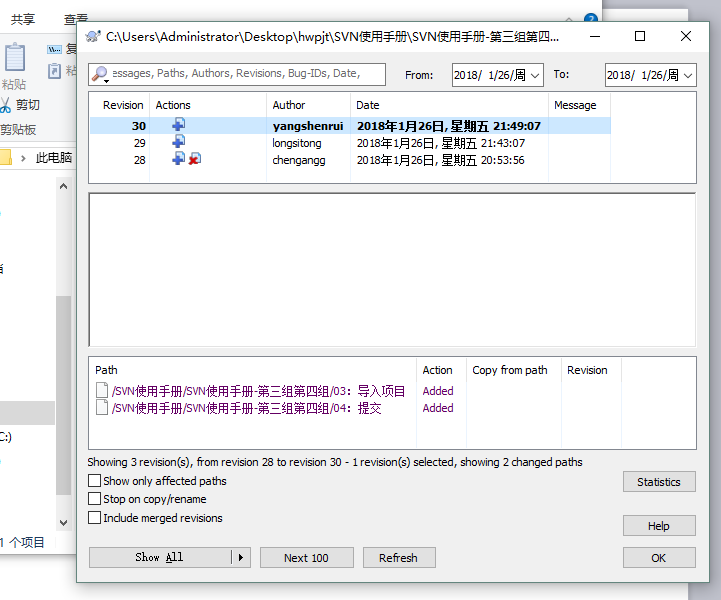 共享 查看
C:\Users\Administrator\Desktop\hwpjt\SVN使用手册\SVN使用手册-第三组第四...
essages, Paths, Authors, Revisions, Bug-IDs, Date,
From: 2018/ 1/26/周
To: 2018/ 1/26/周
粘贴
剪切
剪贴板
此电脑
Revision Actions Author Date Message
30 yangshenrui 2018年1月26日, 星期五 21:49:07
29 longsitong 2018年1月26日, 星期五 21:43:07
28 chengangg 2018年1月26日, 星期五 20:53:56
Path Action Copy from path Revision
/SVN使用手册/SVN使用手册-第三组第四组/03：导入项目 Added
/SVN使用手册/SVN使用手册-第三组第四组/04：提交 Added
C:)
Showing 3 revision(s), from revision 28 to revision 30 - 1 revision(s) selected, showing 2 changed paths
Show only affected paths
Statistics
Stop on copy/rename
Include merged revisions
Help
1 个项目
Show All
Next 100
Refresh
OK